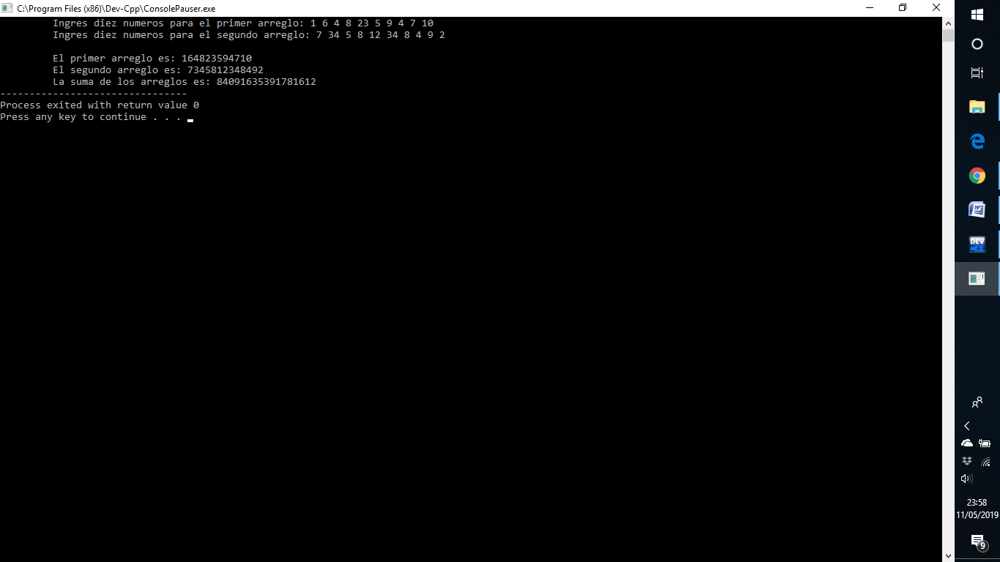 C:\Program Files (x86)\Dev-Cpp\ConsolePauser.exe
Ingres diez numeros para el primer arreglo: 1 6 4 8 23 5 9 4 7 10
Ingres diez numeros para el segundo arreglo: 7 34 5 8 12 34 8 4 9 2
El primer arreglo es: 164823594710
El segundo arreglo es: 7345812348492
La suma de los arreglos es: 84091635391781612
--------------------------------
Process exited with return value 0
Press any key to continue . . .
W
DEV
C++
23:58
11/05/2019
9